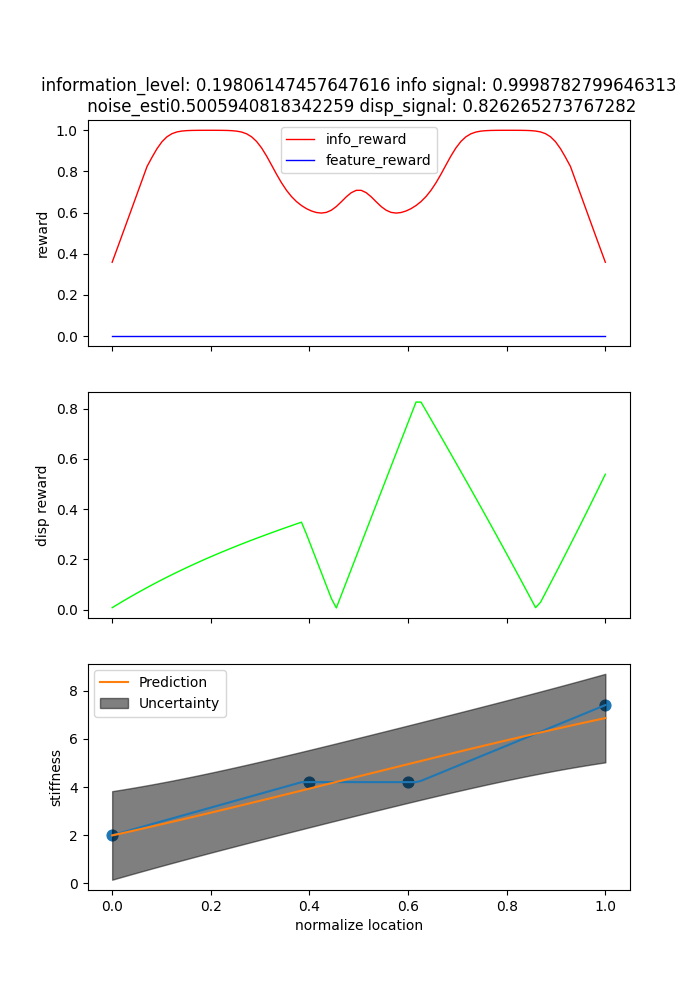 information_level: 0.19806147457647616 info signal: 0.9998782799646313
noise_esti0.5005940818342259 disp_signal: 0.826265273767282
1.0
0.8
0.6
0.4
0.2
0.0
reward
info_reward
feature_reward
0.8
0.6
0.4
0.2
0.0
disp reward
8
6
4
2
0
stiffness
Prediction
Uncertainty
0.0 0.2 0.4 0.6 0.8 1.0
normalize location